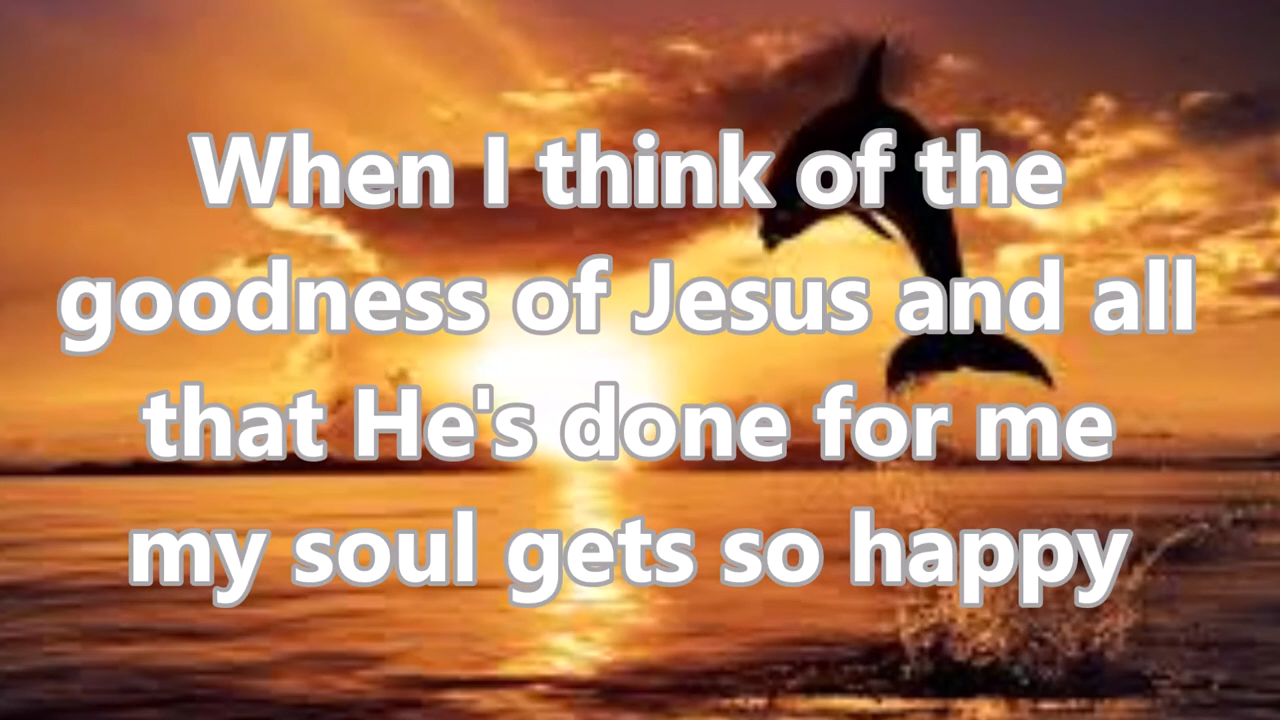 When I think of the
goodness of Jesus and all
that He's done for me
my soul gets so happy